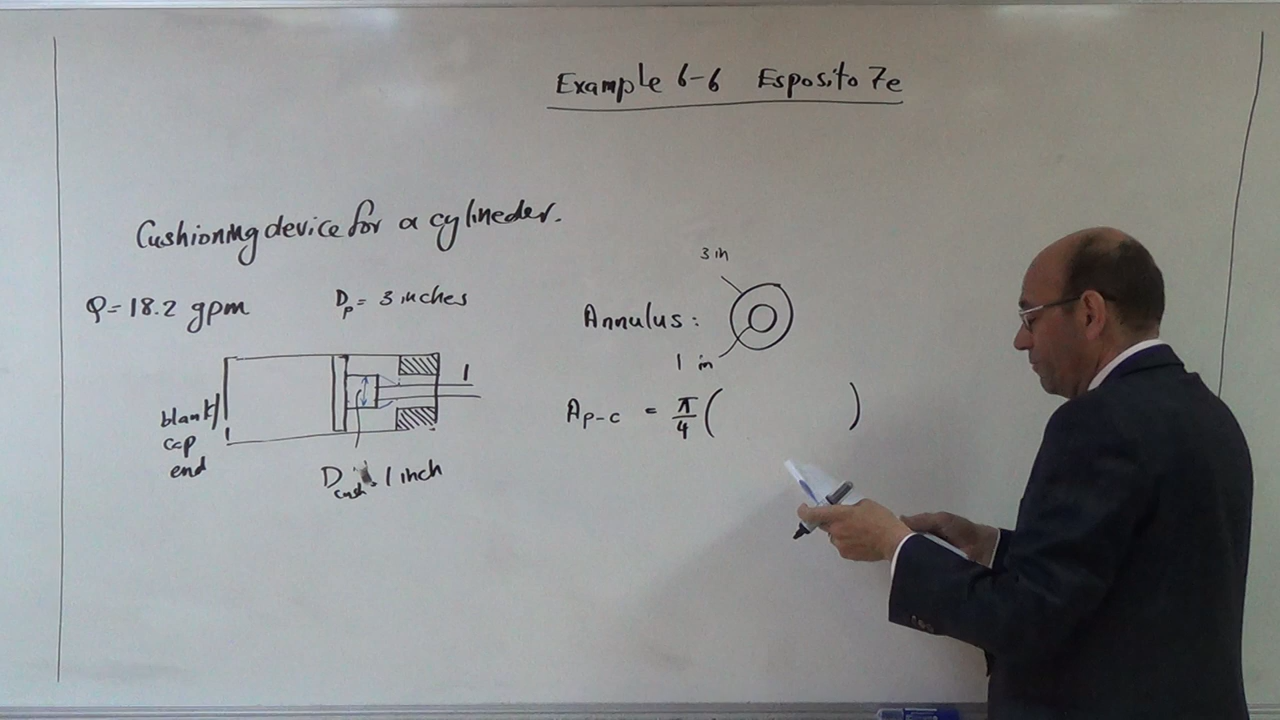 Example 6-6 Esposito 7e
Cushioning device for a cylineder.
Q = 18.2 gpm
Dp = 3 inches
blank/
cap
end
Dcush = 1 inch
3 in
Annulus:
1 in
Ap-c = π/4 ( )